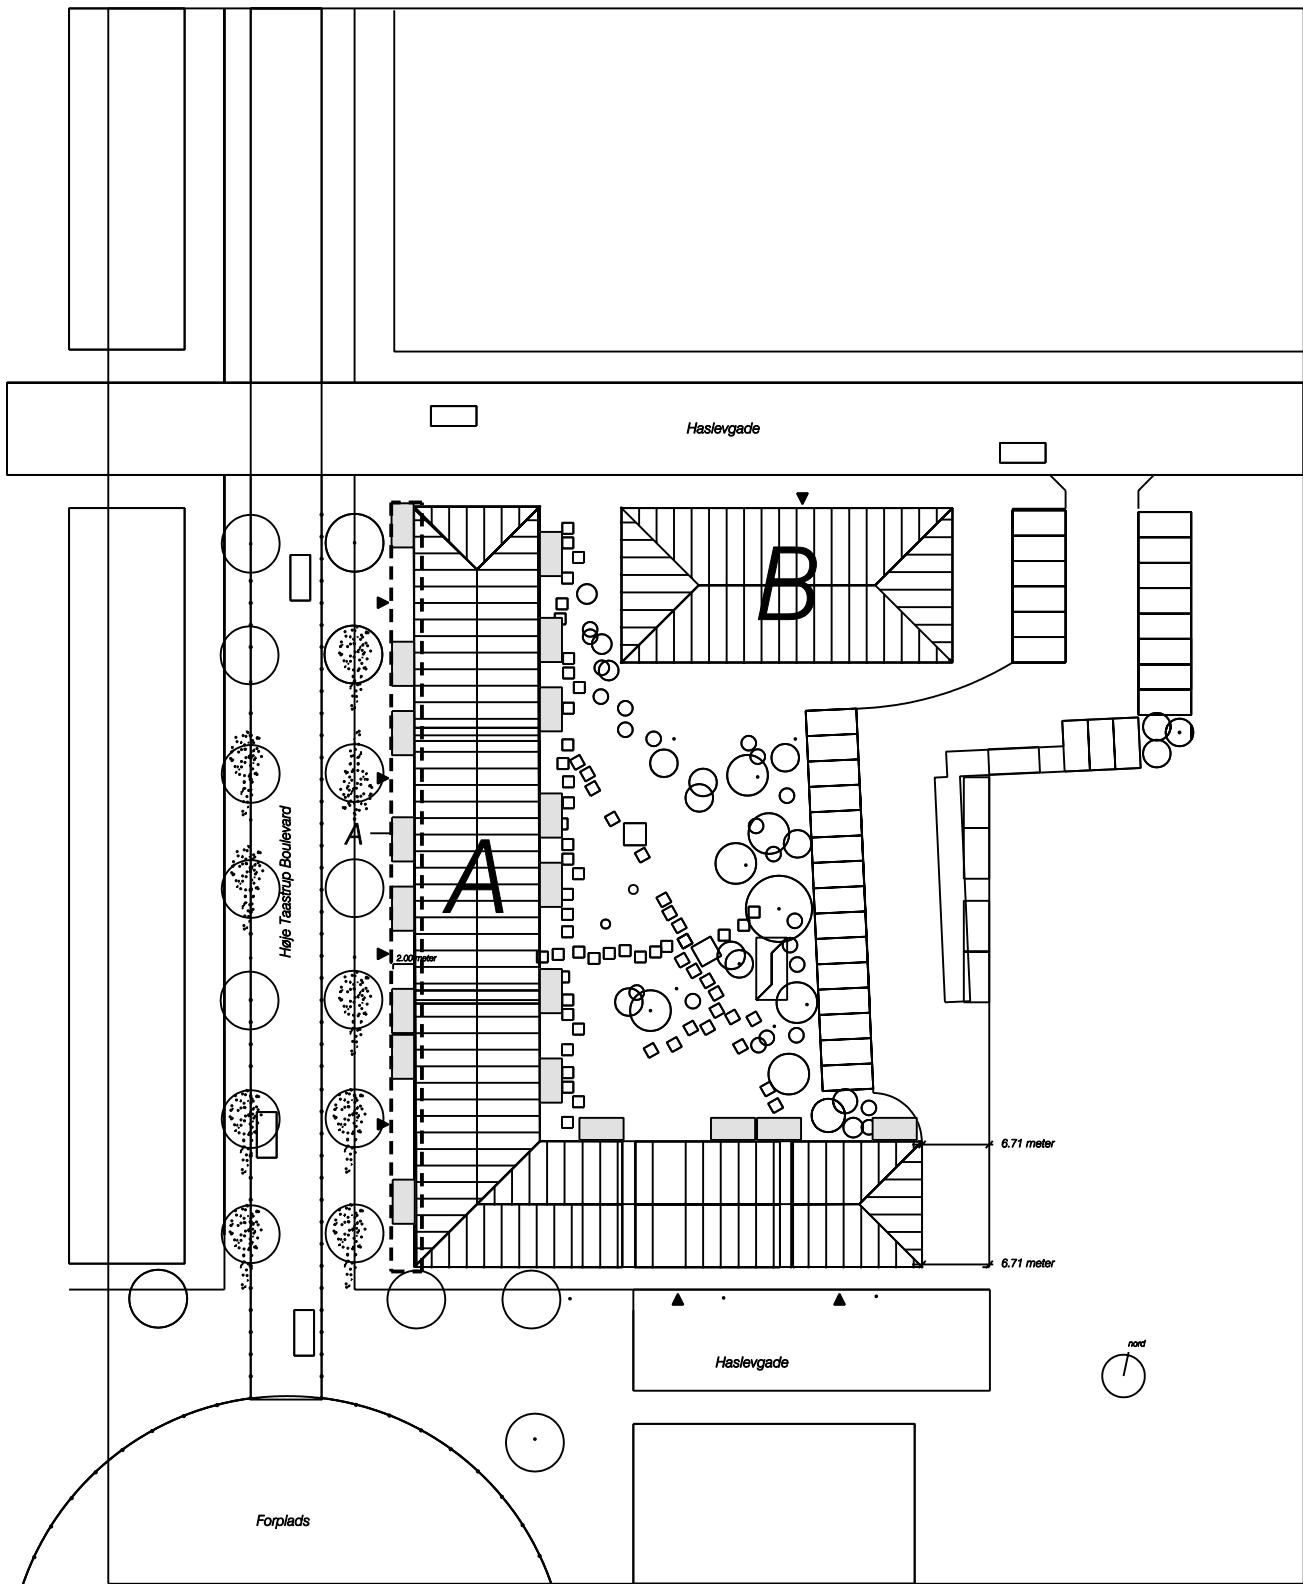 Haslevgade
B
Høje Taastrup Boulevard
A
A
2.00 meter
6.71 meter
6.71 meter
nord
Haslevgade
Forplads